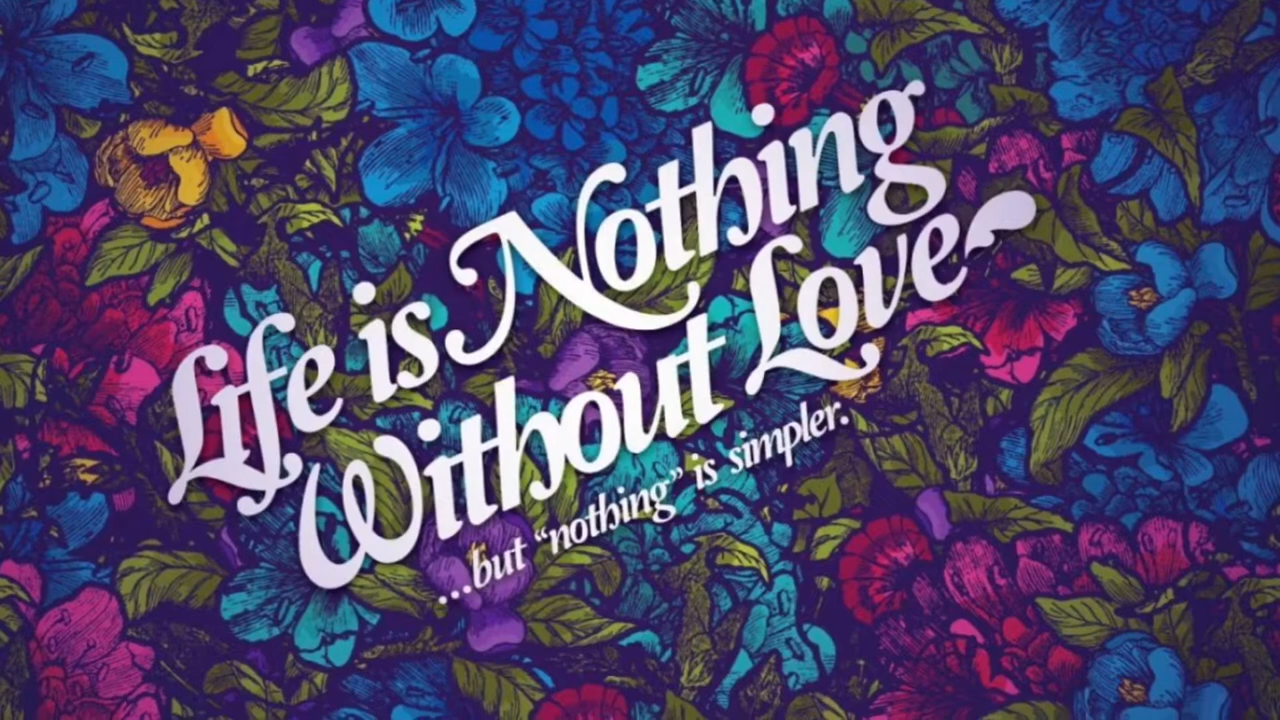 Life is Nothing
Without Love
...but “nothing” is simpler.